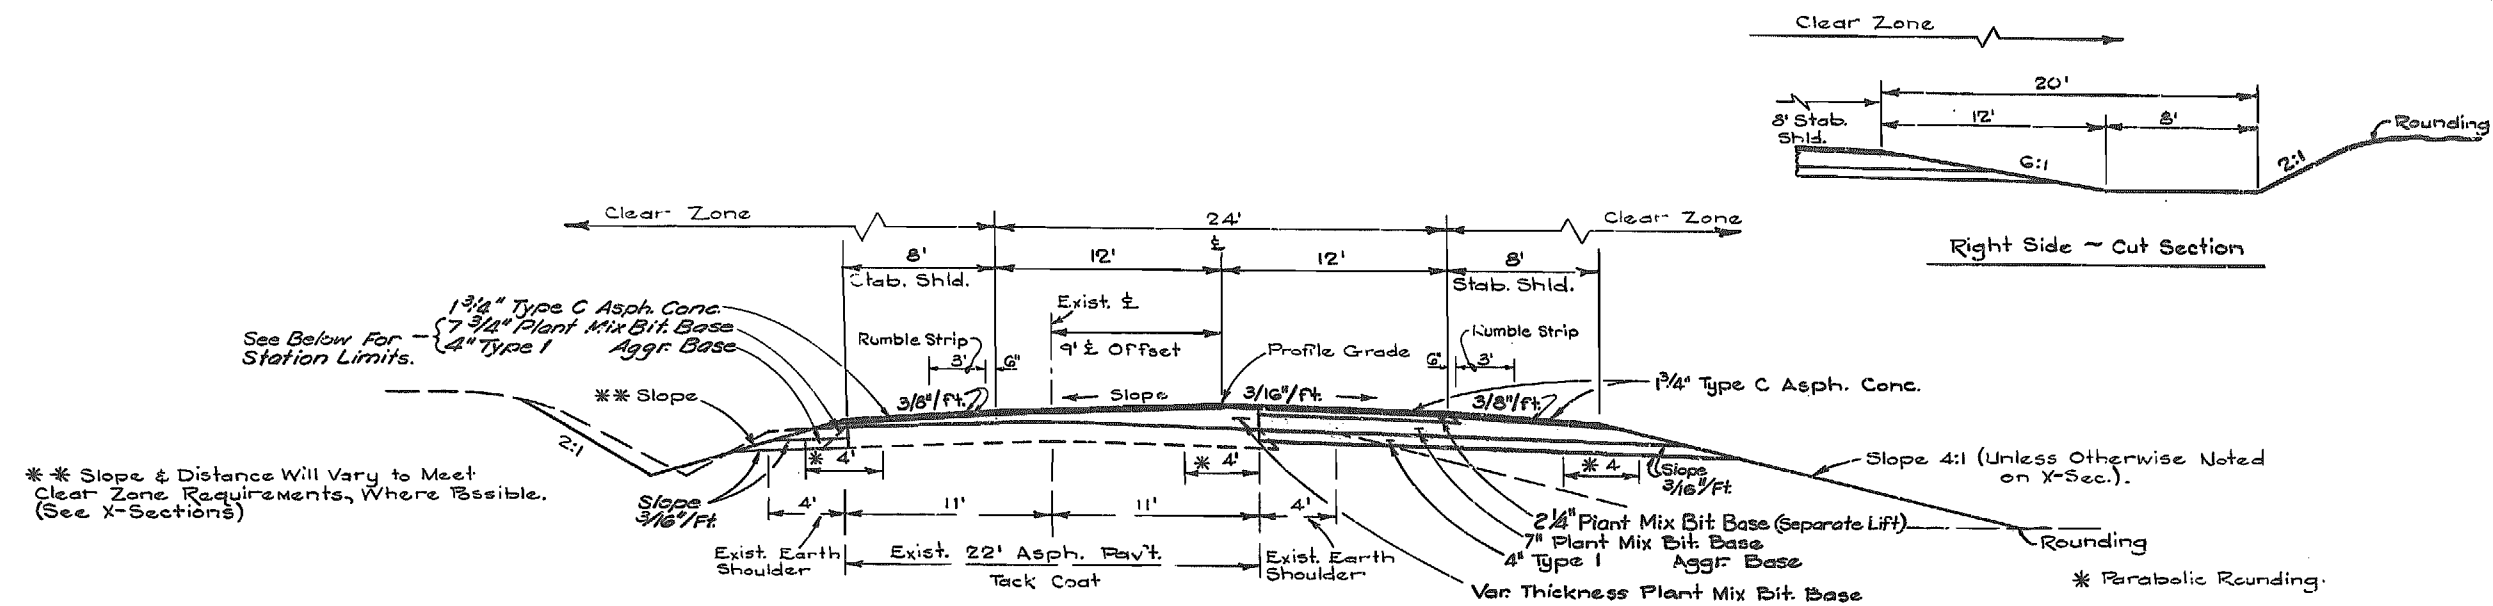 Clear Zone
20'
12'
8'
8' Stab.
Shld.
6:1
2:1
Rounding
Right Side ~ Cut Section
Clear Zone
24'
Clear Zone
℄
8'
12'
12'
8'
Stab. Shld.
Stab. Shld.
1 3/4" Type C Asph. Conc.
7 3/4" Plant Mix Bit. Base
4" Type 1 Aggr. Base
See Below For
Station Limits.
Exist. ℄
9' ℄ Offset
Rumble Strip
3'
6"
Profile Grade
Rumble Strip
6"
3'
** Slope
3/8"/ft.
Slope
3/16"/ft.
3/8"/ft.
1 3/4" Type C Asph. Conc.
2:1
* 4'
* 4'
* 4
Slope
3/16"/Ft.
Slope 4:1 (Unless Otherwise Noted
on X-Sec.).
** Slope & Distance Will Vary to Meet
Clear Zone Requirements, Where Possible.
(See X-Sections)
Slope
3/16"/Ft.
4'
11'
11'
4'
Exist. Earth
Shoulder
Exist. 22' Asph. Pav't.
Tack Coat
Exist. Earth
Shoulder
2 1/4" Plant Mix Bit Base (Separate Lift)
7" Plant Mix Bit. Base
4" Type 1 Aggr. Base
Var. Thickness Plant Mix Bit. Base
Rounding
* Parabolic Rounding.